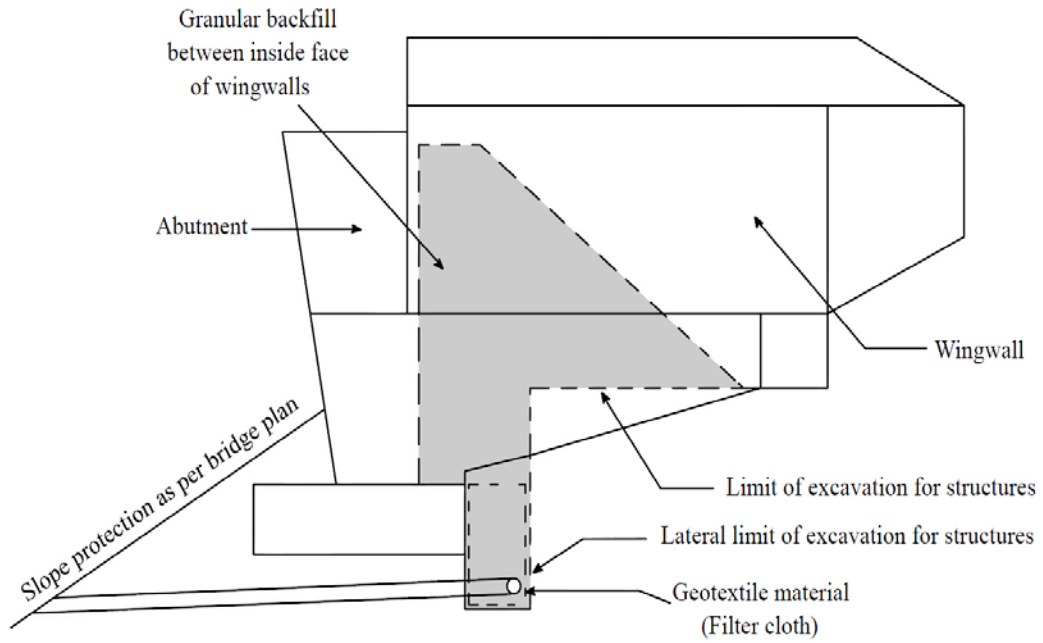 Granular backfill
between inside face
of wingwalls
Abutment
Wingwall
Slope protection as per bridge plan
Limit of excavation for structures
Lateral limit of excavation for structures
Geotextile material
(Filter cloth)